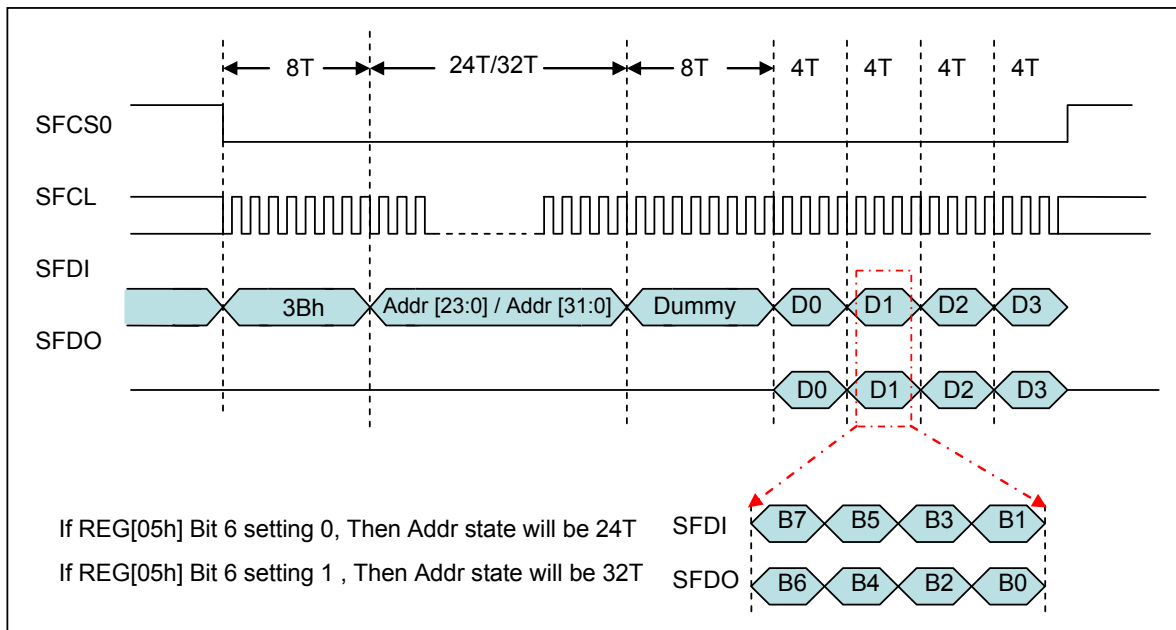 8T 24T/32T 8T 4T 4T 4T 4T
SFCS0
SFCL
SFDI
3Bh Addr [23:0] / Addr [31:0] Dummy D0 D1 D2 D3
SFDO
D0 D1 D2 D3
If REG[05h] Bit 6 setting 0, Then Addr state will be 24T
SFDI B7 B5 B3 B1
If REG[05h] Bit 6 setting 1 , Then Addr state will be 32T
SFDO B6 B4 B2 B0